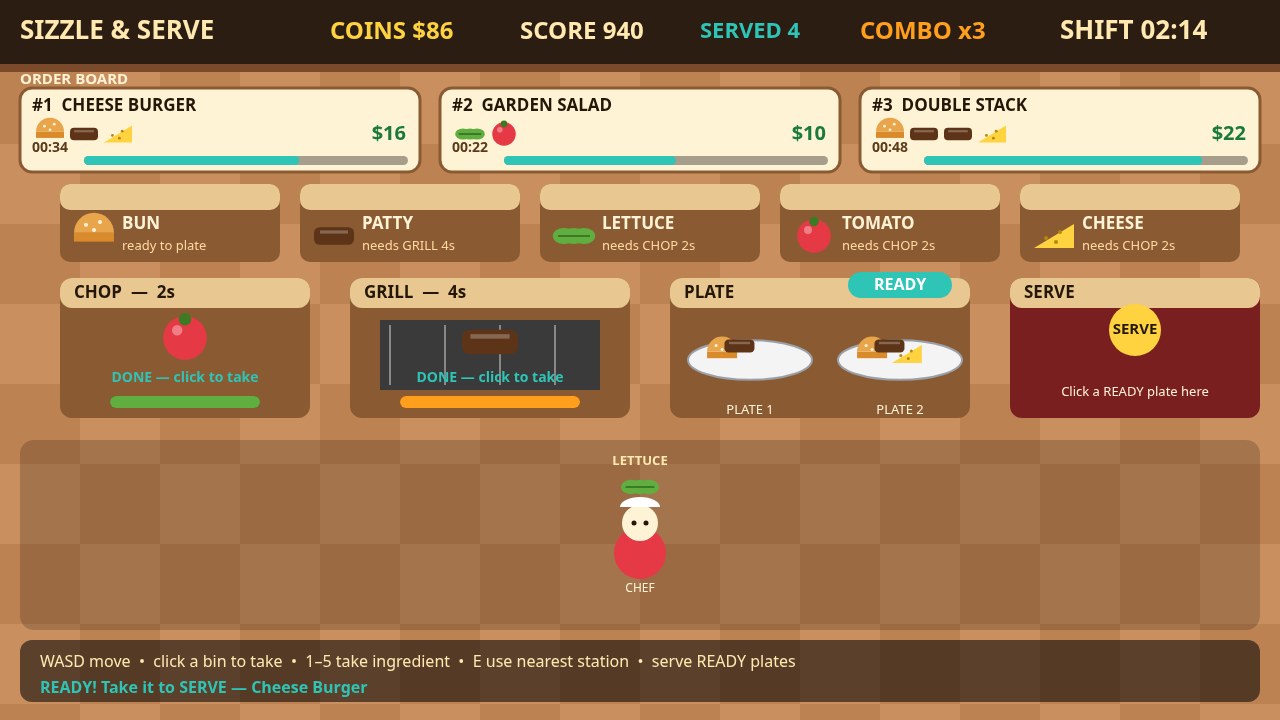 SIZZLE & SERVE COINS $86 SCORE 940 SERVED 4 COMBO x3 SHIFT 02:14
ORDER BOARD
#1 CHEESE BURGER
$16
00:34
#2 GARDEN SALAD
$10
00:22
#3 DOUBLE STACK
$22
00:48
BUN
ready to plate
PATTY
needs GRILL 4s
LETTUCE
needs CHOP 2s
TOMATO
needs CHOP 2s
CHEESE
needs CHOP 2s
CHOP — 2s
DONE — click to take
GRILL — 4s
DONE — click to take
PLATE
READY
PLATE 1
PLATE 2
SERVE
SERVE
Click a READY plate here
LETTUCE
CHEF
WASD move • click a bin to take • 1–5 take ingredient • E use nearest station • serve READY plates
READY! Take it to SERVE — Cheese Burger